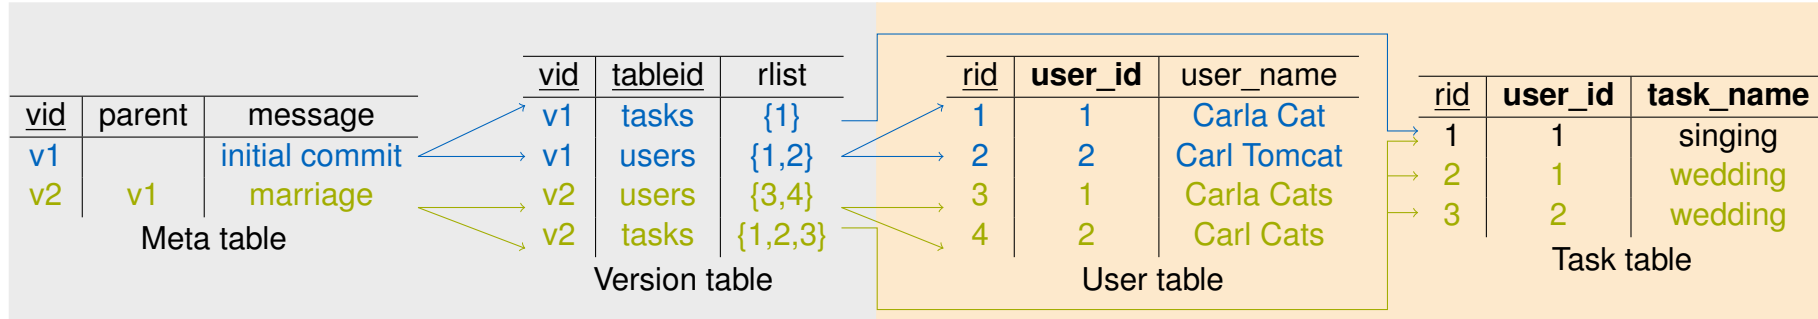 vid parent message
v1 initial commit
v2 v1 marriage
Meta table
vid tableid rlist
v1 tasks {1}
v1 users {1,2}
v2 users {3,4}
v2 tasks {1,2,3}
Version table
rid user_id user_name
1 1 Carla Cat
2 2 Carl Tomcat
3 1 Carla Cats
4 2 Carl Cats
User table
rid user_id task_name
1 1 singing
2 1 wedding
3 2 wedding
Task table